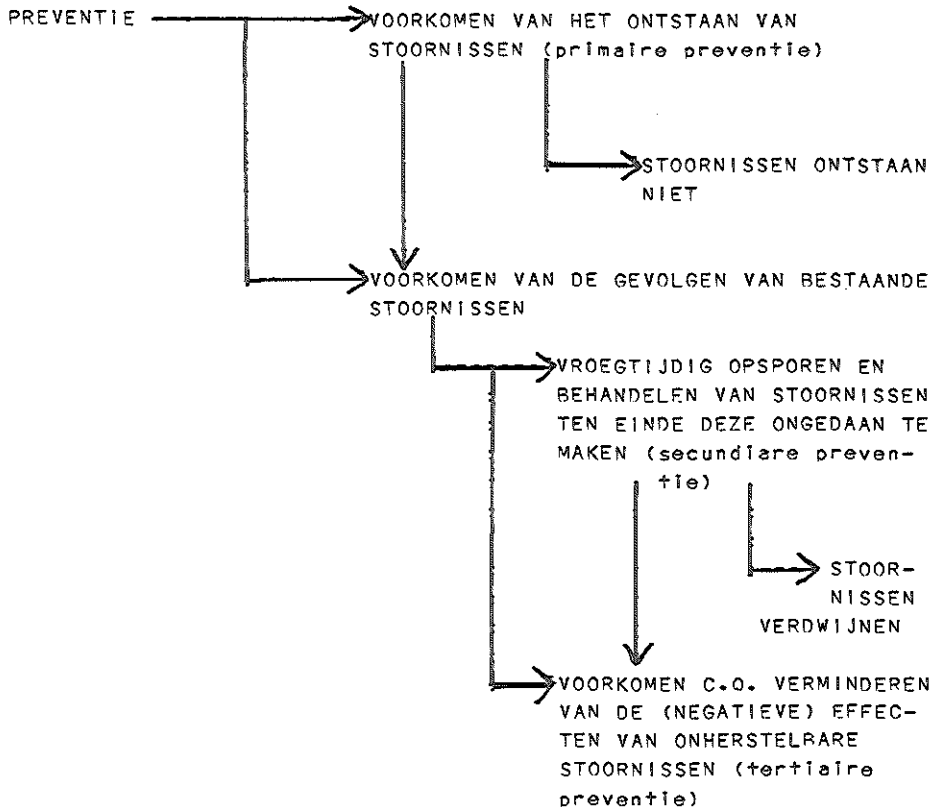 PREVENTIE
VOORKOMEN VAN HET ONTSTAAN VAN
STOORNISSEN (primaire preventie)
STOORNISSEN ONTSTAAN
NIET
VOORKOMEN VAN DE GEVOLGEN VAN BESTAANDE
STOORNISSEN
VROEGTIJDIG OPSPOREN EN
BEHANDELEN VAN STOORNISSEN
TEN EINDE DEZE ONGEDAAN TE
MAKEN (secundiare preven-
tie)
STOOR-
NISSEN
VERDWIJNEN
VOORKOMEN C.Q. VERMINDEREN
VAN DE (NEGATIEVE) EFFEC-
TEN VAN ONHERSTELBARE
STOORNISSEN (tertiaire
preventie)